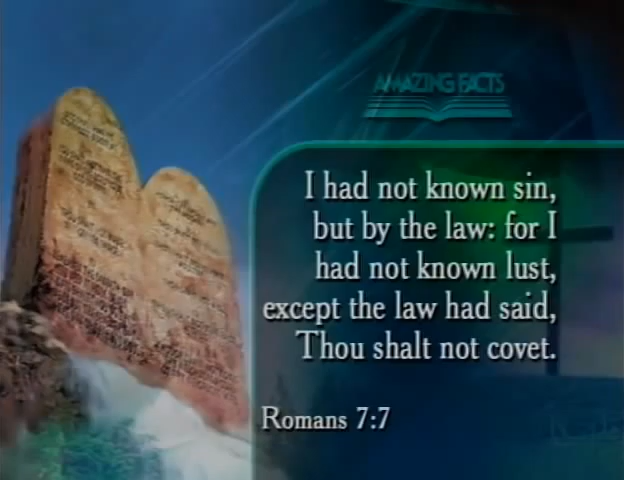 AMAZING FACTS
I had not known sin,
but by the law: for I
had not known lust,
except the law had said,
Thou shalt not covet.
Romans 7:7